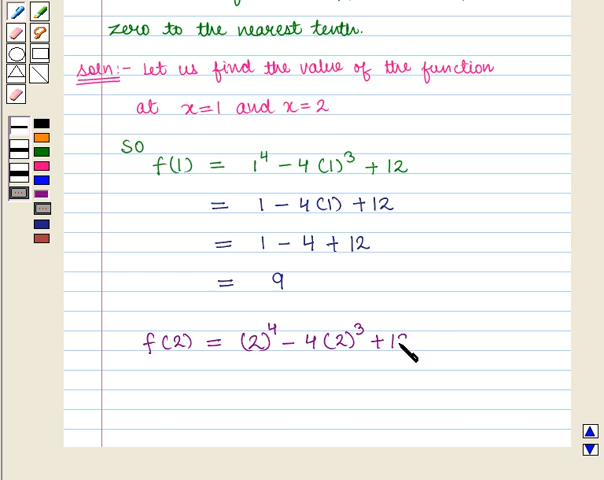 zero to the nearest tenth.
soln:- Let us find the value of the function
at x=1 and x=2
SO
f(1) = 1⁴ - 4(1)³ + 12
= 1 - 4(1) + 12
= 1 - 4 + 12
= 9
f(2) = (2)⁴ - 4(2)³ + 12